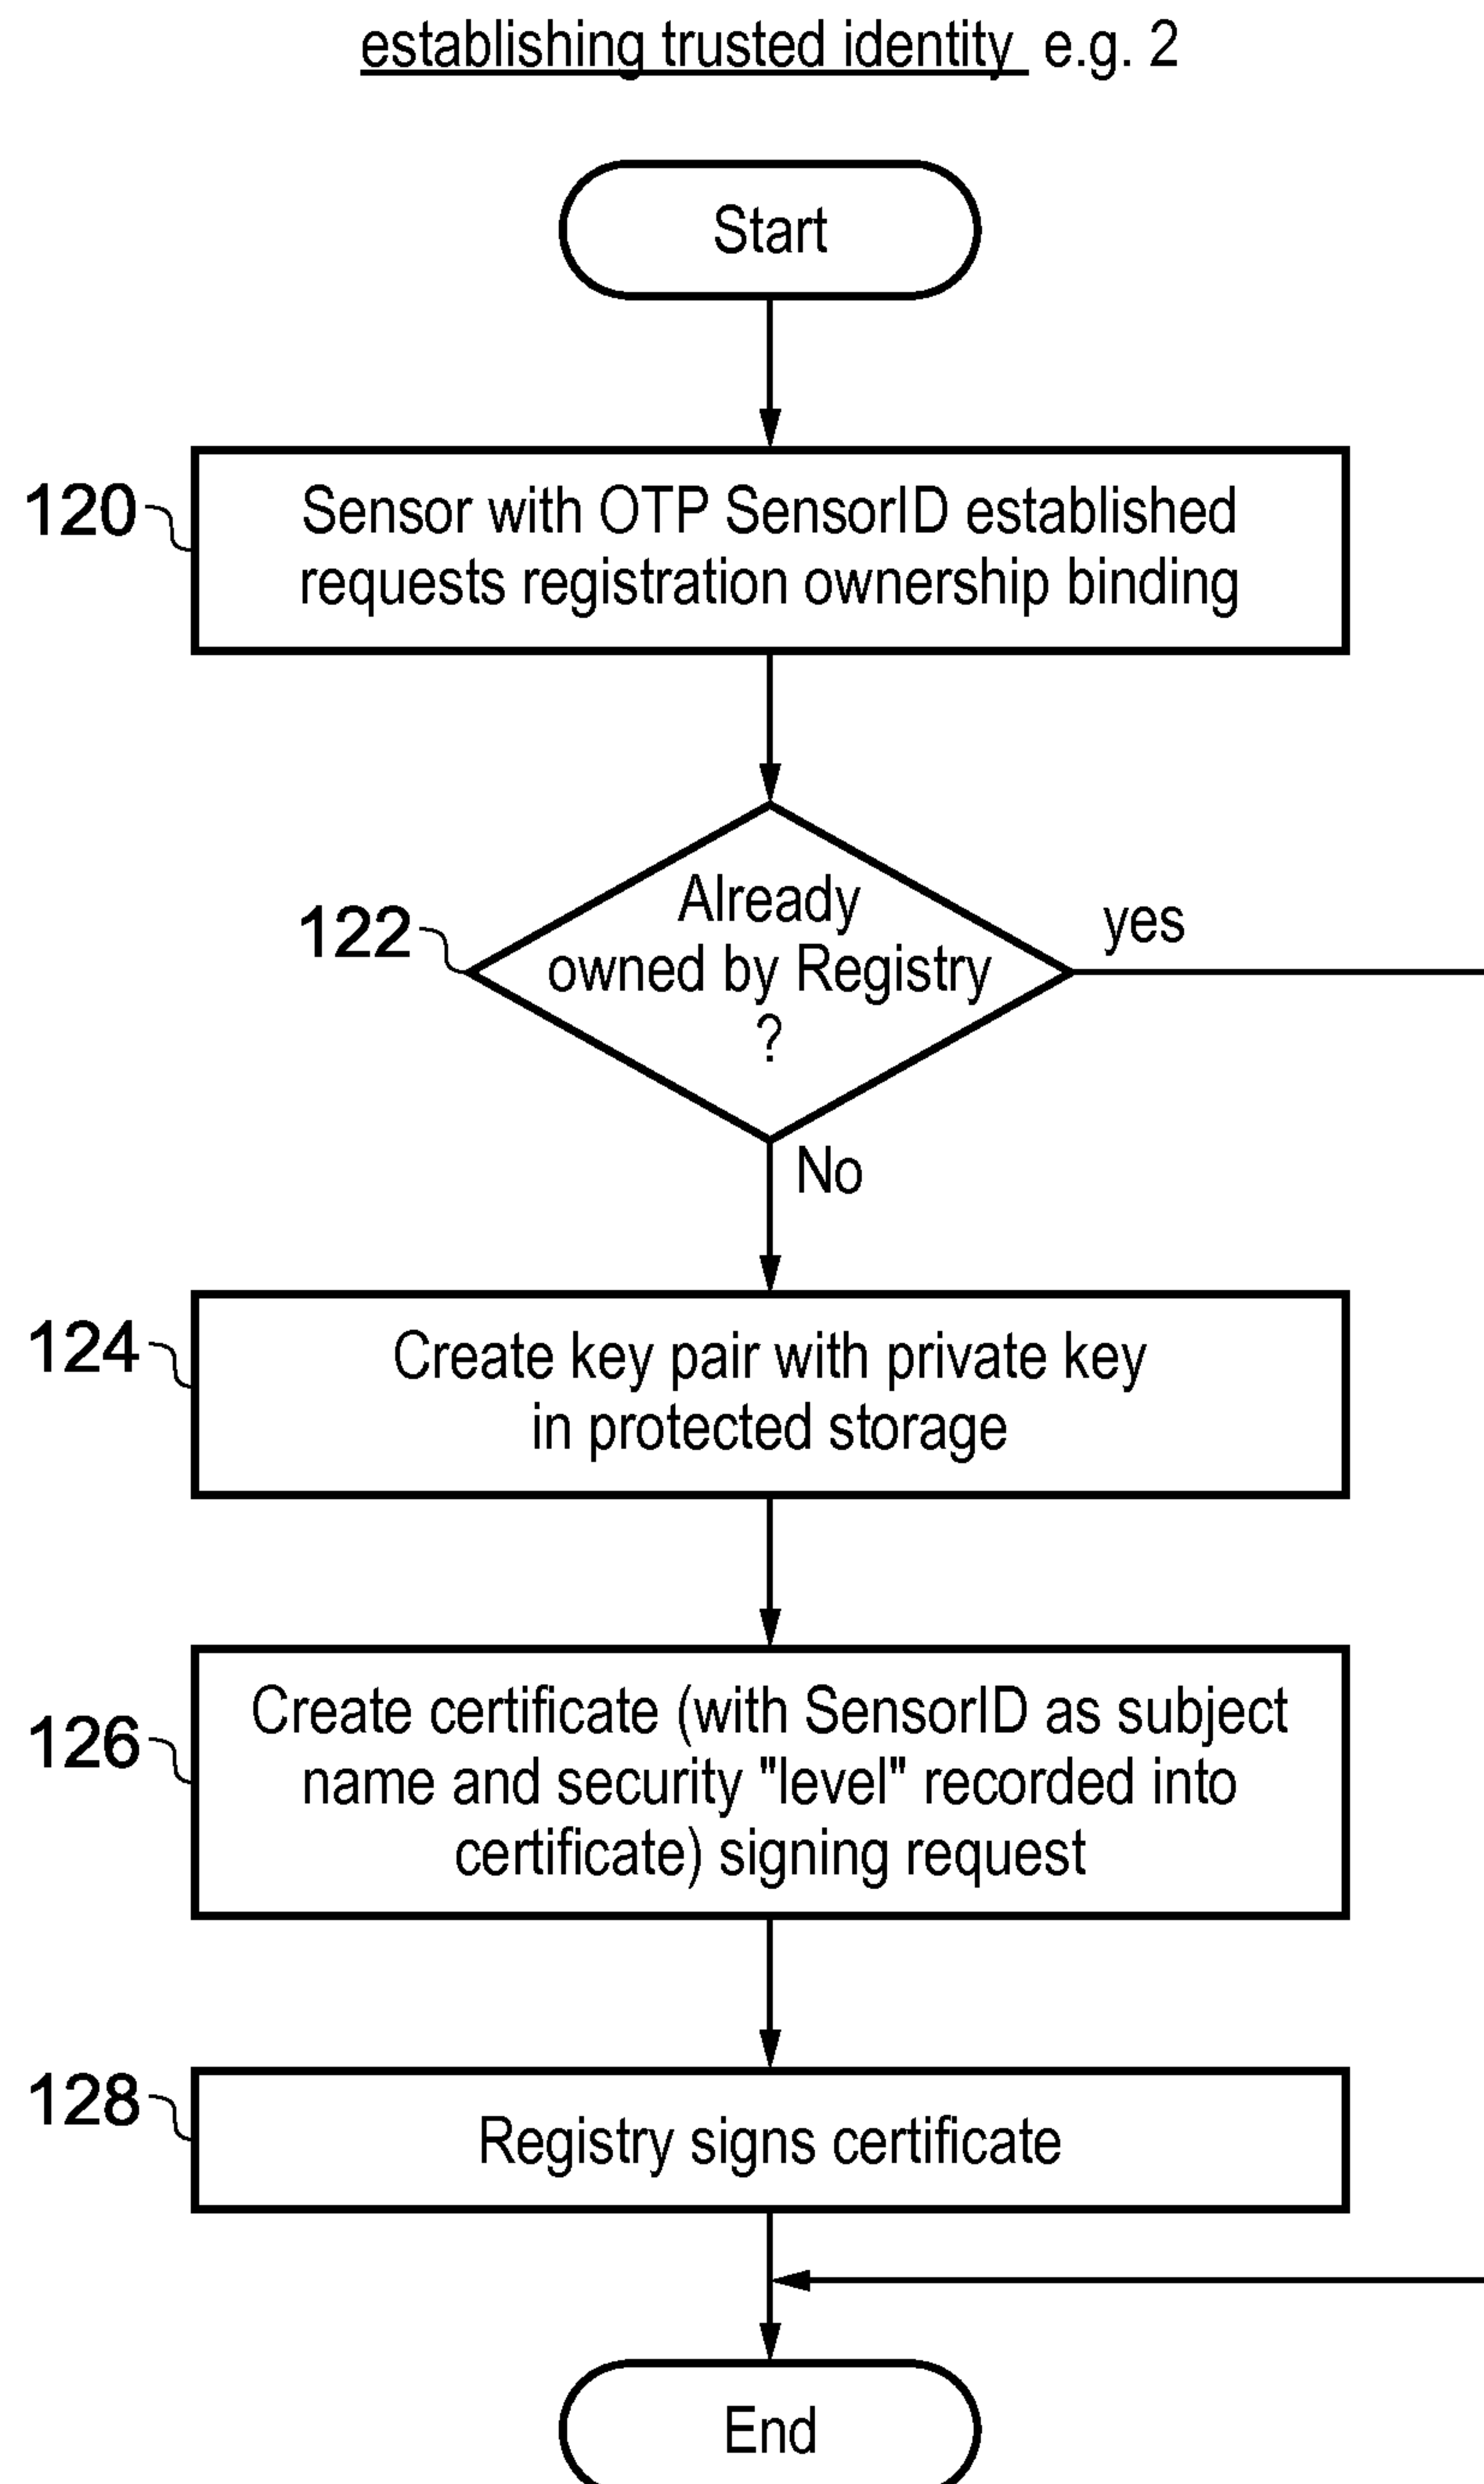 establishing trusted identity e.g. 2
Start
120
Sensor with OTP SensorID established
requests registration ownership binding
122
Already
owned by Registry
?
yes
No
124
Create key pair with private key
in protected storage
126
Create certificate (with SensorID as subject
name and security "level" recorded into
certificate) signing request
128
Registry signs certificate
End